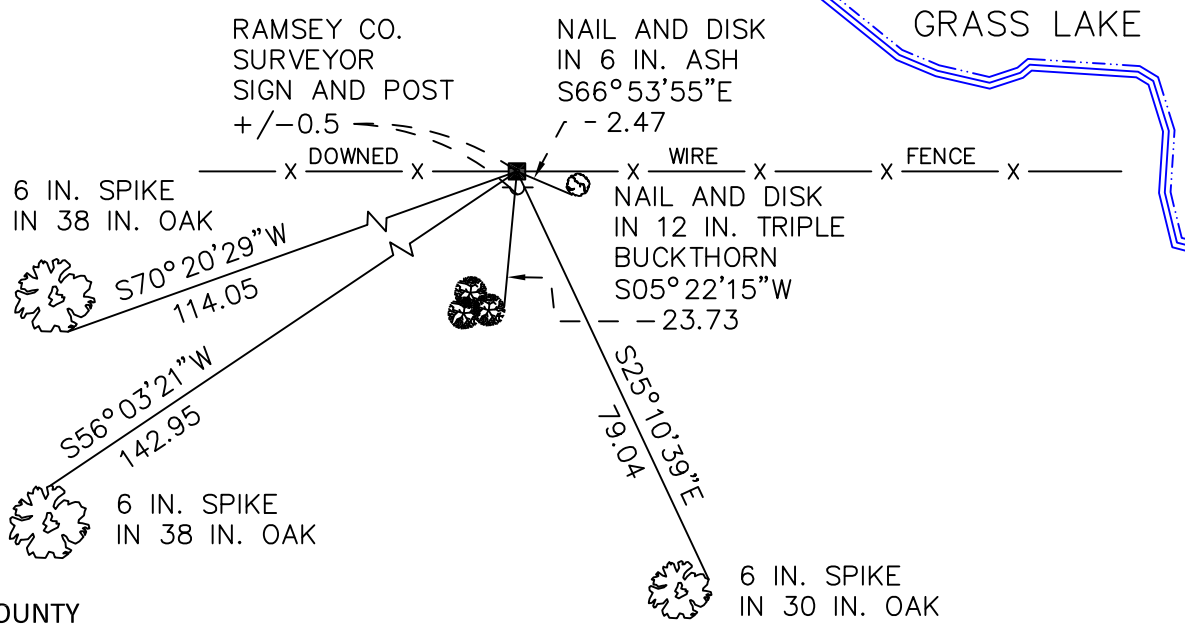 GRASS LAKE
RAMSEY CO.
SURVEYOR
SIGN AND POST
+/-0.5
NAIL AND DISK
IN 6 IN. ASH
S66°53'55"E
2.47
X DOWNED X X WIRE X X FENCE X
6 IN. SPIKE
IN 38 IN. OAK
S70°20'29"W
114.05
NAIL AND DISK
IN 12 IN. TRIPLE
BUCKTHORN
S05°22'15"W
23.73
S56°03'21"W
142.95
6 IN. SPIKE
IN 38 IN. OAK
S25°10'39"E
79.04
6 IN. SPIKE
IN 30 IN. OAK
OUNTY